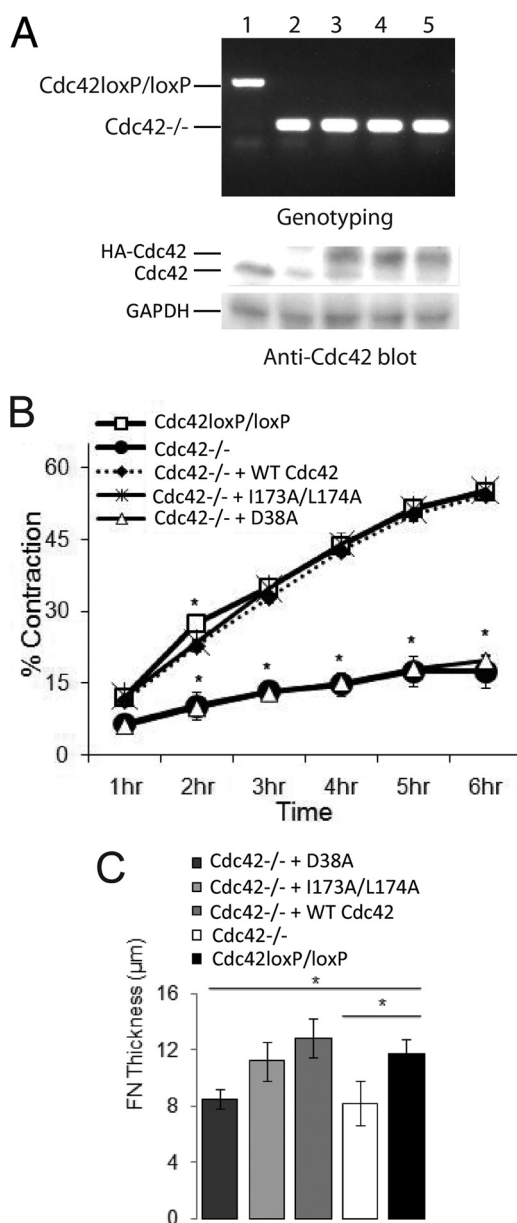 A
1 2 3 4 5
Cdc42loxP/loxP
Cdc42-/-
Genotyping
HA-Cdc42
Cdc42
GAPDH
Anti-Cdc42 blot
B
Cdc42loxP/loxP
Cdc42-/-
Cdc42-/- + WT Cdc42
Cdc42-/- + I173A/L174A
Cdc42-/- + D38A
% Contraction
60
45
30
15
0
* * * * * *
1hr 2hr 3hr 4hr 5hr 6hr
Time
C
Cdc42-/- + D38A
Cdc42-/- + I173A/L174A
Cdc42-/- + WT Cdc42
Cdc42-/-
Cdc42loxP/loxP
FN Thickness (µm)
16
12
8
4
0
*
*